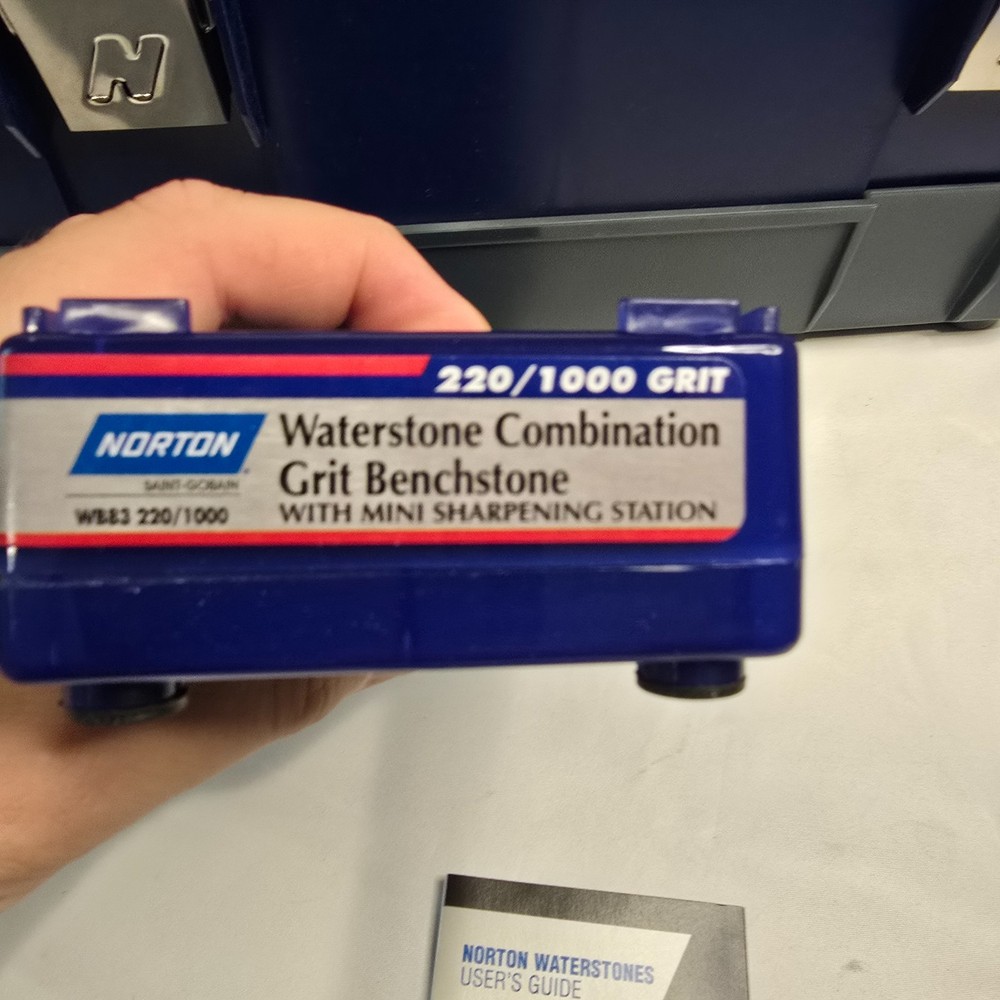 N
220/1000 GRIT
NORTON
SAINT-GOBAIN
WB83 220/1000
Waterstone Combination
Grit Benchstone
WITH MINI SHARPENING STATION
NORTON WATERSTONES
USER'S GUIDE